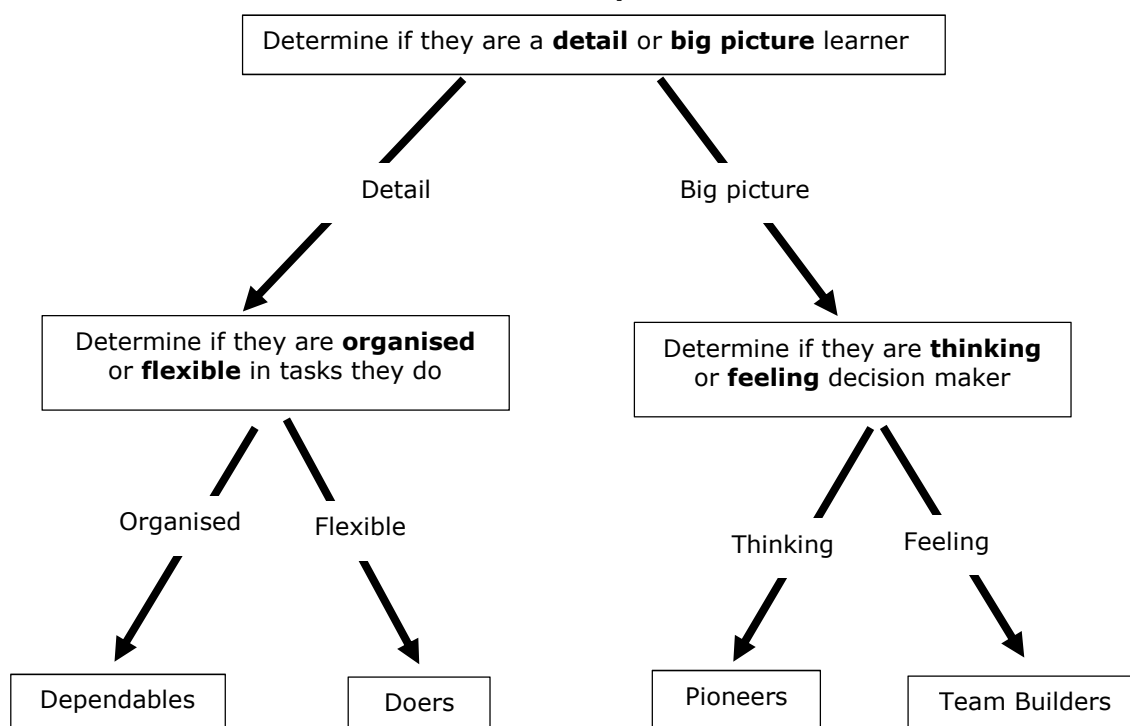 Determine if they are a detail or big picture learner
Detail
Big picture
Determine if they are organised
or flexible in tasks they do
Determine if they are thinking
or feeling decision maker
Organised
Flexible
Thinking
Feeling
Dependables
Doers
Pioneers
Team Builders